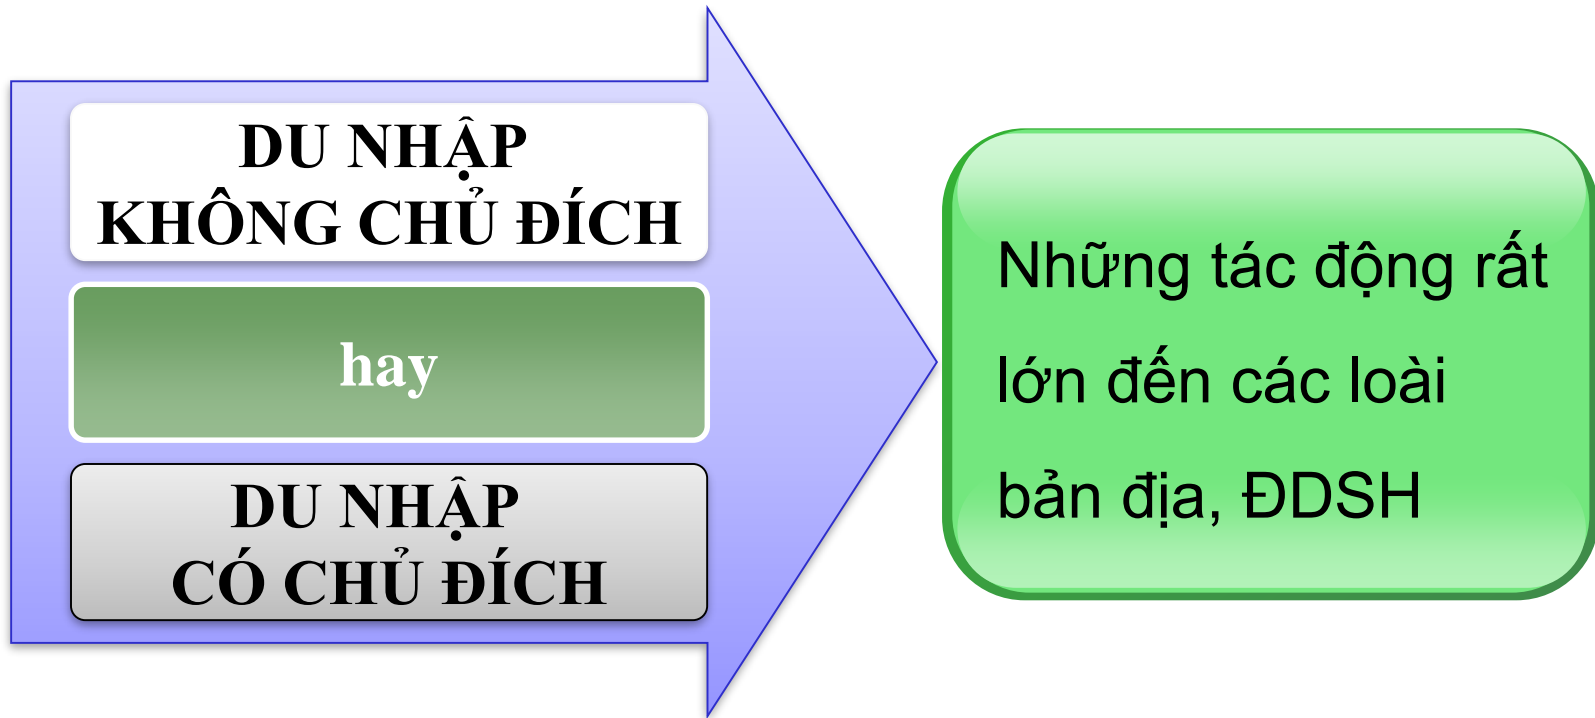 DU NHẬP
KHÔNG CHỦ ĐÍCH
hay
DU NHẬP
CÓ CHỦ ĐÍCH
Những tác động rất
lớn đến các loài
bản địa, ĐDSH